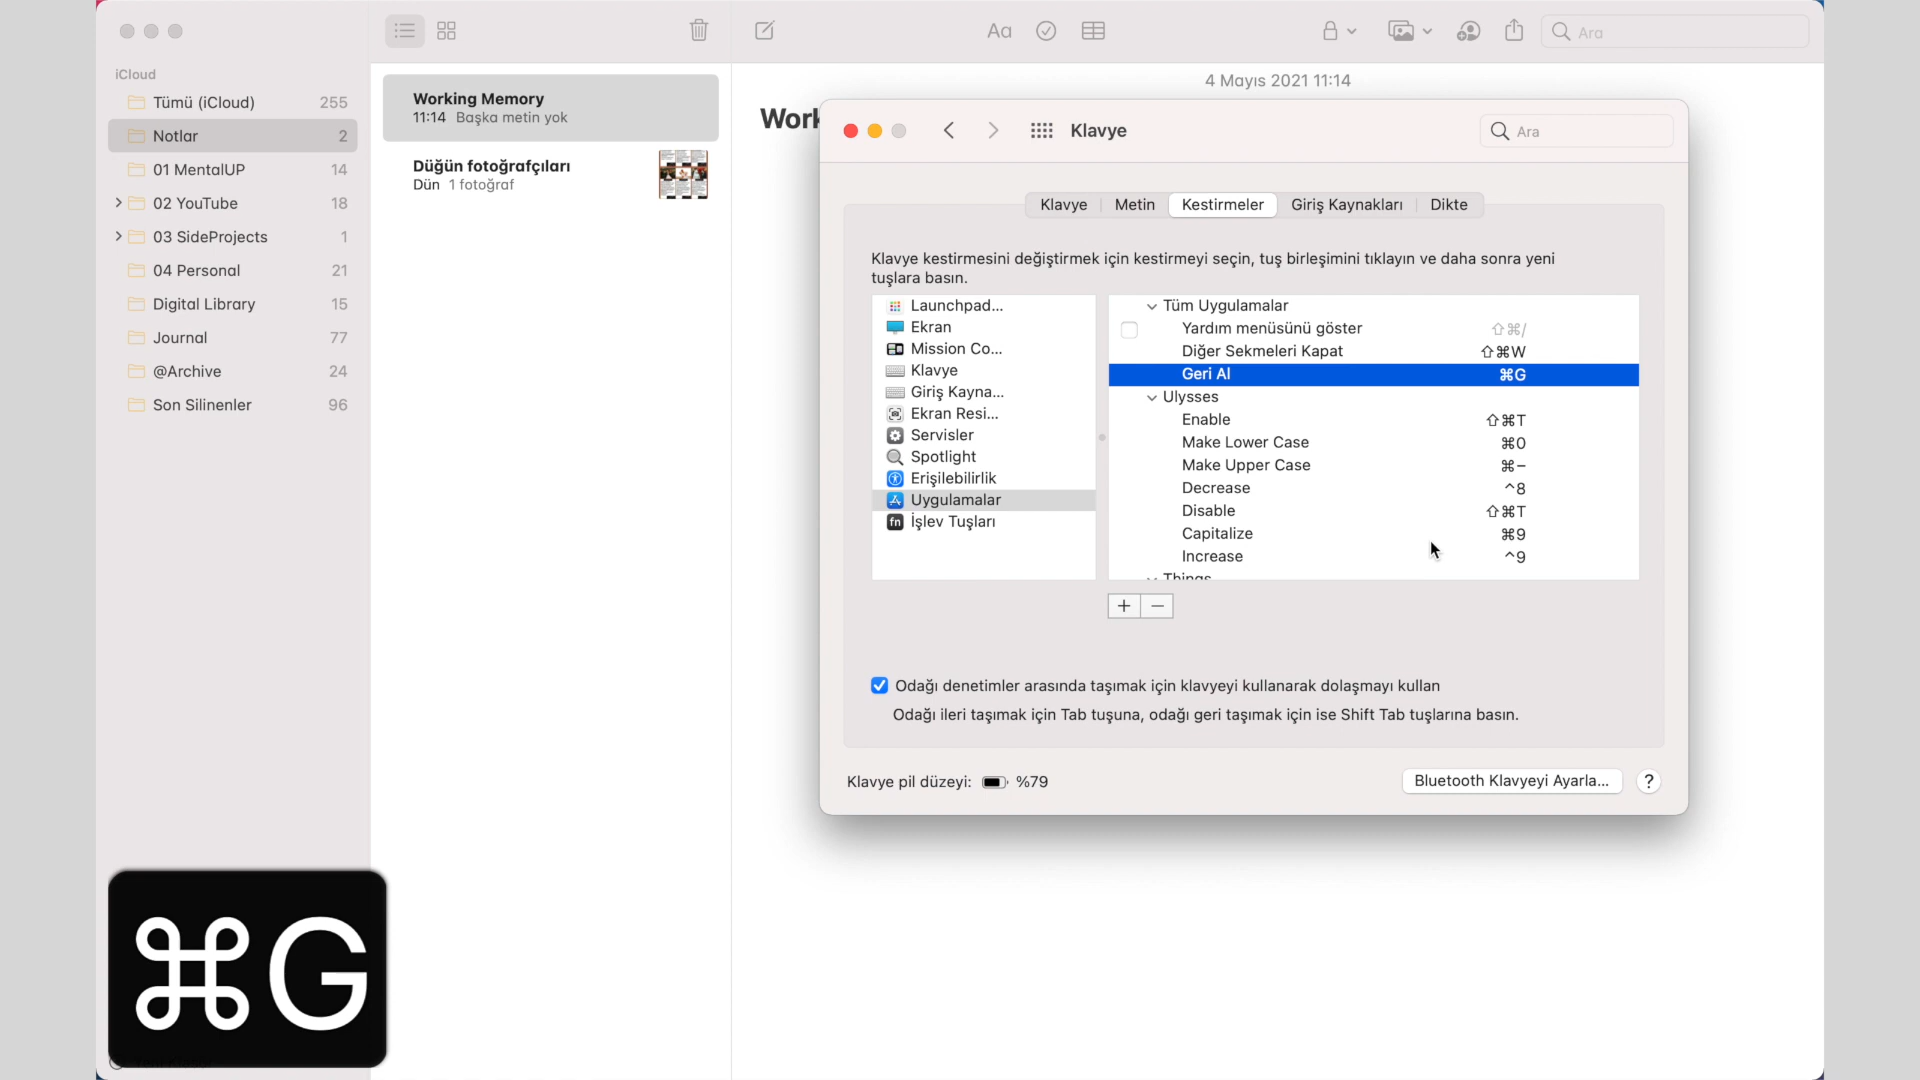 Aa
Ara
iCloud
Tümü (iCloud) 255
Notlar 2
01 MentalUP 14
02 YouTube 18
03 SideProjects 1
04 Personal 21
Digital Library 15
Journal 77
@Archive 24
Son Silinenler 96
Working Memory
11:14 Başka metin yok
Düğün fotoğrafçıları
Dün 1 fotoğraf
4 Mayıs 2021 11:14
Work
Klavye
Ara
Klavye Metin Kestirmeler Giriş Kaynakları Dikte
Klavye kestirmesini değiştirmek için kestirmeyi seçin, tuş birleşimini tıklayın ve daha sonra yeni
tuşlara basın.
Launchpad...
Ekran
Mission Co...
Klavye
Giriş Kayna...
Ekran Resi...
Servisler
Spotlight
Erişilebilirlik
Uygulamalar
fn İşlev Tuşları
Tüm Uygulamalar
Yardım menüsünü göster ⇧⌘/
Diğer Sekmeleri Kapat ⇧⌘W
Geri Al ⌘G
Ulysses
Enable ⇧⌘T
Make Lower Case ⌘0
Make Upper Case ⌘–
Decrease ^8
Disable ⇧⌘T
Capitalize ⌘9
Increase ^9
Things
+ −
Odağı denetimler arasında taşımak için klavyeyi kullanarak dolaşmayı kullan
Odağı ileri taşımak için Tab tuşuna, odağı geri taşımak için ise Shift Tab tuşlarına basın.
Klavye pil düzeyi: %79
Bluetooth Klavyeyi Ayarla... ?
⌘G